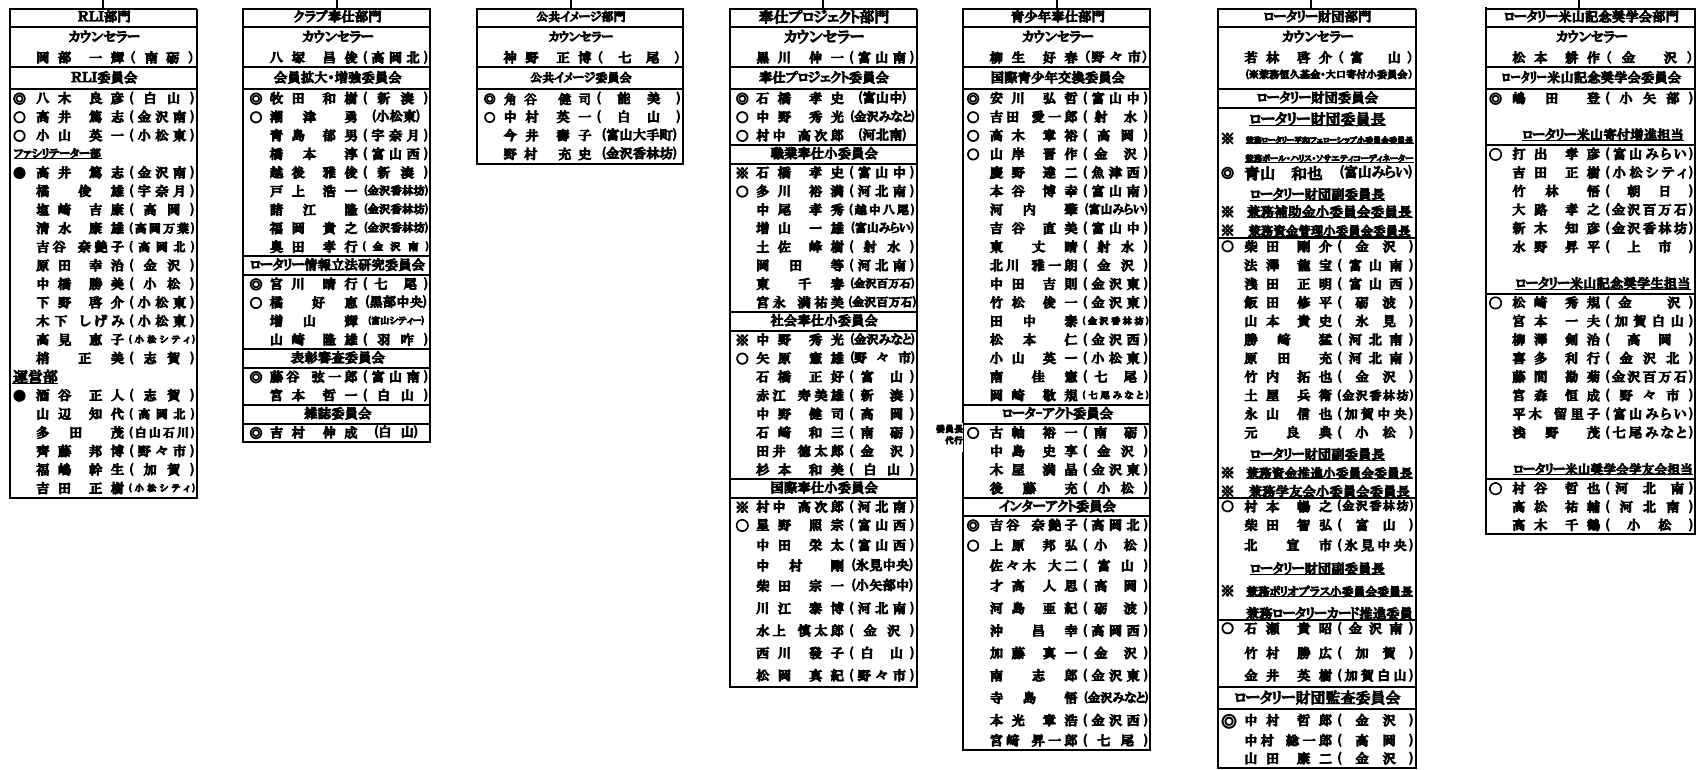 RLI部門
カウンセラー
岡部 一輝(南砺)
RLI委員会
◎ 八木 良彦(白山)
○ 高井 篤志(金沢南)
○ 小山 英一(小松東)
ファシリテーター部
● 高井 篤志(金沢南)
橘 俊雄(宇奈月)
塩崎 吉康(高岡)
清水 康雄(高岡万葉)
吉谷 奈艶子(高岡北)
原田 幸治(金沢)
中橋 勝美(小松)
下野 啓介(小松東)
木下 しげみ(小松東)
高見 恵子(小松シティ)
梢 正美(志賀)
運営部
● 酒谷 正人(志賀)
山辺 知代(高岡北)
多田 茂(白山石川)
齊藤 邦博(野々市)
福嶋 幹生(加賀)
吉田 正樹(小松シティ)
クラブ奉仕部門
カウンセラー
八塚 昌俊(高岡北)
会員拡大・増強委員会
◎ 牧田 和樹(新湊)
○ 潮津 勇(小松東)
青島 郁男(宇奈月)
橋本 淳(富山西)
越後 雅俊(新湊)
戸上 浩一(金沢香林坊)
諸江 隆(金沢香林坊)
福岡 貴之(金沢香林坊)
奥田 孝行(金沢南)
ロータリー情報立法研究委員会
◎ 宮川 晴行(七尾)
○ 橘 好恵(黒部中央)
増山 輝(富山シティー)
山崎 隆雄(羽咋)
表彰審査委員会
◎ 藤谷 弦一郎(富山南)
宮本 哲一(白山)
雑誌委員会
◎ 吉村 伸成(白山)
公共イメージ部門
カウンセラー
神野 正博(七尾)
公共イメージ委員会
◎ 角谷 健司(能美)
○ 中村 英一(白山)
今井 壽子(富山大手町)
野村 充史(金沢香林坊)
奉仕プロジェクト部門
カウンセラー
黒川 伸一(富山南)
奉仕プロジェクト委員会
◎ 石橋 孝史(富山中)
○ 中野 秀光(金沢みなと)
○ 村中 高次郎(河北南)
職業奉仕小委員会
※ 石橋 孝史(富山中)
○ 多川 裕満(河北南)
中尾 孝秀(越中八尾)
増山 一雄(富山みらい)
土佐 峰樹(射水)
岡田 等(河北南)
東 千春(金沢百万石)
宮永 満祐美(金沢百万石)
社会奉仕小委員会
※ 中野 秀光(金沢みなと)
○ 矢原 憲雄(野々市)
石橋 正好(富山)
赤江 寿美雄(新湊)
中野 健司(高岡)
石﨑 和三(南砺)
田井 徳太郎(金沢)
杉本 和美(白山)
国際奉仕小委員会
※ 村中 高次郎(河北南)
○ 星野 照宗(富山西)
中田 栄太(富山西)
中村 剛(氷見中央)
柴田 宗一(小矢部中)
川江 泰博(河北南)
水上 慎太郎(金沢)
西川 發子(白山)
松岡 真紀(野々市)
青少年奉仕部門
カウンセラー
柳生 好春(野々市)
国際青少年交換委員会
◎ 安川 弘哲(富山中)
○ 吉田 愛一郎(射水)
○ 高木 章裕(高岡)
○ 山岸 晋作(金沢)
慶野 達二(魚津西)
本谷 博幸(富山南)
河内 肇(富山みらい)
吉谷 直美(富山中)
東 丈晴(射水)
北川 雅一朗(金沢)
中田 吉則(金沢東)
竹松 俊一(金沢東)
田中 泰(金沢香林坊)
松本 仁(金沢西)
小山 英一(小松東)
南 佳憲(七尾)
岡崎 敬規(七尾みなと)
ローターアクト委員会
委員長代行 ○ 古軸 裕一(南砺)
中島 史享(金沢)
木屋 満晶(金沢東)
後藤 充(小松)
インターアクト委員会
◎ 吉谷 奈艶子(高岡北)
○ 上原 邦弘(小松)
佐々木 大二(富山)
才高 人思(高岡)
河島 亜紀(砺波)
沖 昌幸(高岡西)
加藤 真一(金沢)
南 志郎(金沢東)
寺島 悟(金沢みなと)
本光 章浩(金沢西)
宮﨑 昇一郎(七尾)
ロータリー財団部門
カウンセラー
若林 啓介(富山)
(※兼務恒久基金・大口寄付小委員会)
ロータリー財団委員会
ロータリー財団委員長
※ 兼務ロータリー平和フェローシップ小委員会委員長
兼務ポール・ハリス・ソサエティコーディネーター
◎ 青山 和也(富山みらい)
ロータリー財団副委員長
※ 兼務補助金小委員会委員長
※ 兼務資金管理小委員会委員長
○ 柴田 剛介(金沢)
法澤 龍宝(富山南)
浅田 正明(富山西)
飯田 修平(砺波)
山本 貴史(氷見)
勝崎 猛(河北南)
原田 充(河北南)
竹内 拓也(金沢)
土屋 兵衛(金沢香林坊)
永山 信也(加賀中央)
元 良典(小松)
ロータリー財団副委員長
※ 兼務資金推進小委員会委員長
※ 兼務学友会小委員会委員長
○ 村本 暢之(金沢香林坊)
柴田 智弘(富山)
北 宣市(氷見中央)
ロータリー財団副委員長
※ 兼務ポリオプラス小委員会委員長
兼務ロータリーカード推進委員
○ 石瀬 貴昭(金沢南)
竹村 勝広(加賀)
金井 英樹(加賀白山)
ロータリー財団監査委員会
◎ 中村 哲郎(金沢)
中村 総一郎(高岡)
山田 康二(金沢)
ロータリー米山記念奨学会部門
カウンセラー
松本 耕作(金沢)
ロータリー米山記念奨学会委員会
◎ 嶋田 登(小矢部)
ロータリー米山寄付増進担当
○ 打出 孝彦(富山みらい)
吉田 正樹(小松シティ)
竹林 悟(朝日)
大路 孝之(金沢百万石)
新木 知彦(金沢香林坊)
水野 昇平(上市)
ロータリー米山記念奨学生担当
○ 松崎 秀規(金沢)
宮本 一夫(加賀白山)
柳澤 剣治(高岡)
喜多 利行(金沢北)
藤間 勘菊(金沢百万石)
宮森 恒成(野々市)
平木 留里子(富山みらい)
浅野 茂(七尾みなと)
ロータリー米山奨学会学友会担当
○ 村谷 哲也(河北南)
高松 祐輔(河北南)
高木 千鶴(小松)